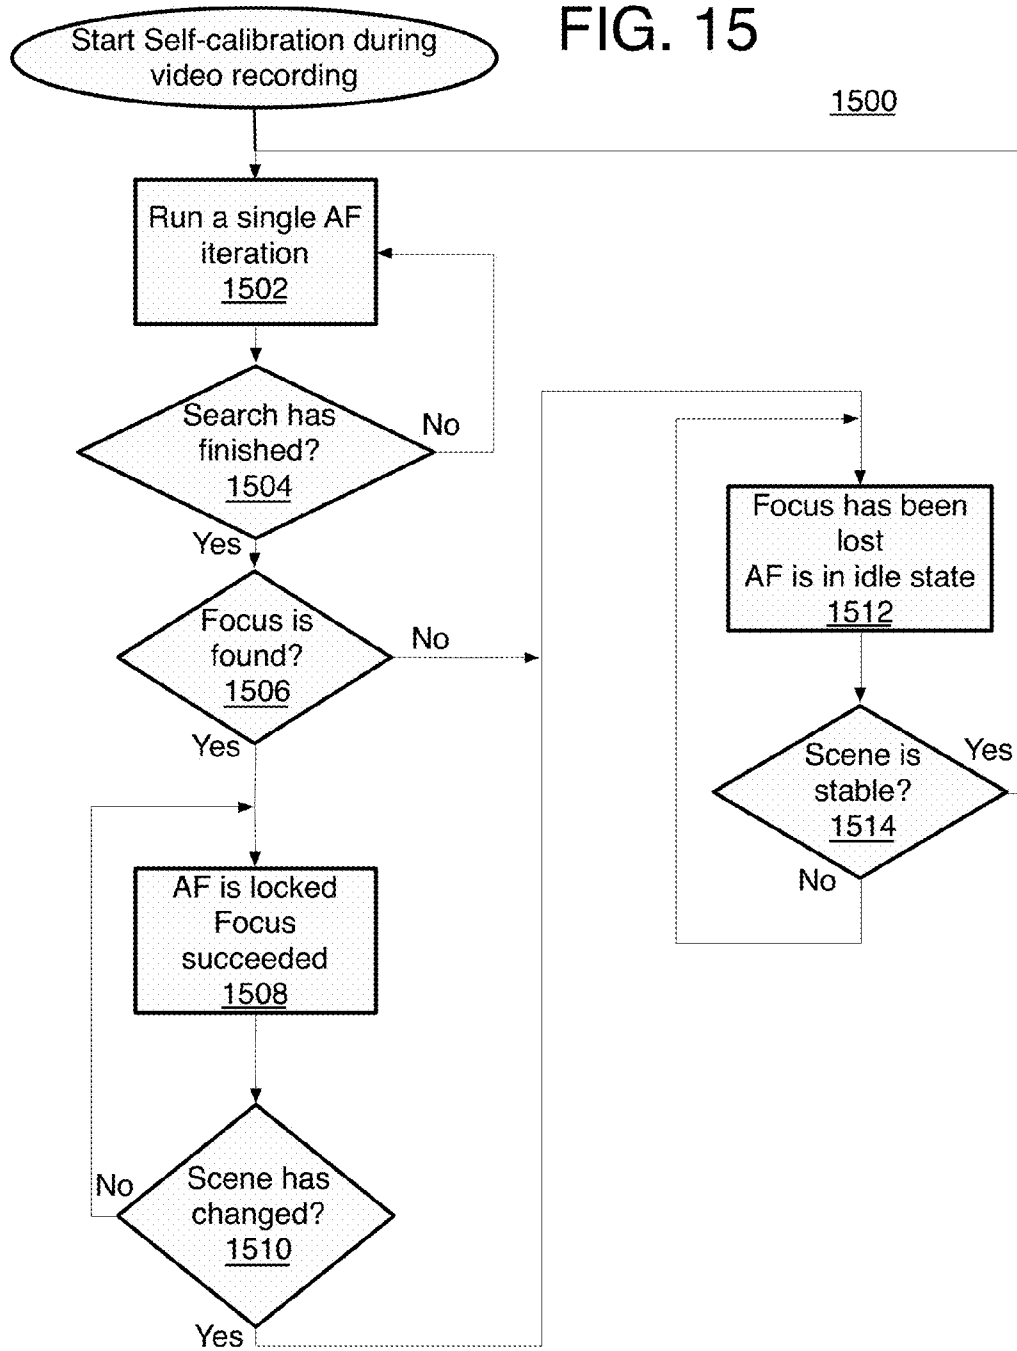 Start Self-calibration during
video recording
FIG. 15
1500
Run a single AF
iteration
1502
Search has
finished?
1504
No
Yes
Focus is
found?
1506
No
Yes
AF is locked
Focus
succeeded
1508
Scene has
changed?
1510
No
Yes
Focus has been
lost
AF is in idle state
1512
Scene is
stable?
1514
Yes
No